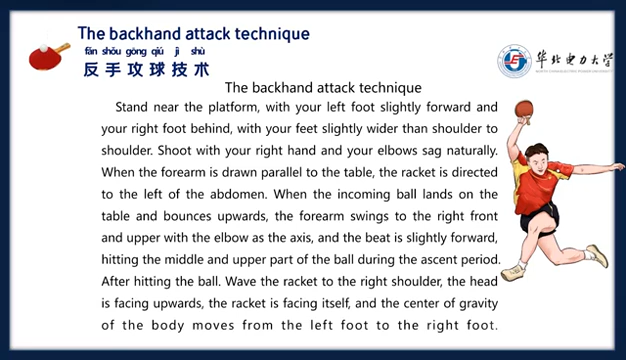 The backhand attack technique
fǎn shǒu gōng qiú jì shù
反手攻球技术
华北电力大学
The backhand attack technique
Stand near the platform, with your left foot slightly forward and
your right foot behind, with your feet slightly wider than shoulder to
shoulder. Shoot with your right hand and your elbows sag naturally.
When the forearm is drawn parallel to the table, the racket is directed
to the left of the abdomen. When the incoming ball lands on the
table and bounces upwards, the forearm swings to the right front
and upper with the elbow as the axis, and the beat is slightly forward,
hitting the middle and upper part of the ball during the ascent period.
After hitting the ball. Wave the racket to the right shoulder, the head
is facing upwards, the racket is facing itself, and the center of gravity
of the body moves from the left foot to the right foot.